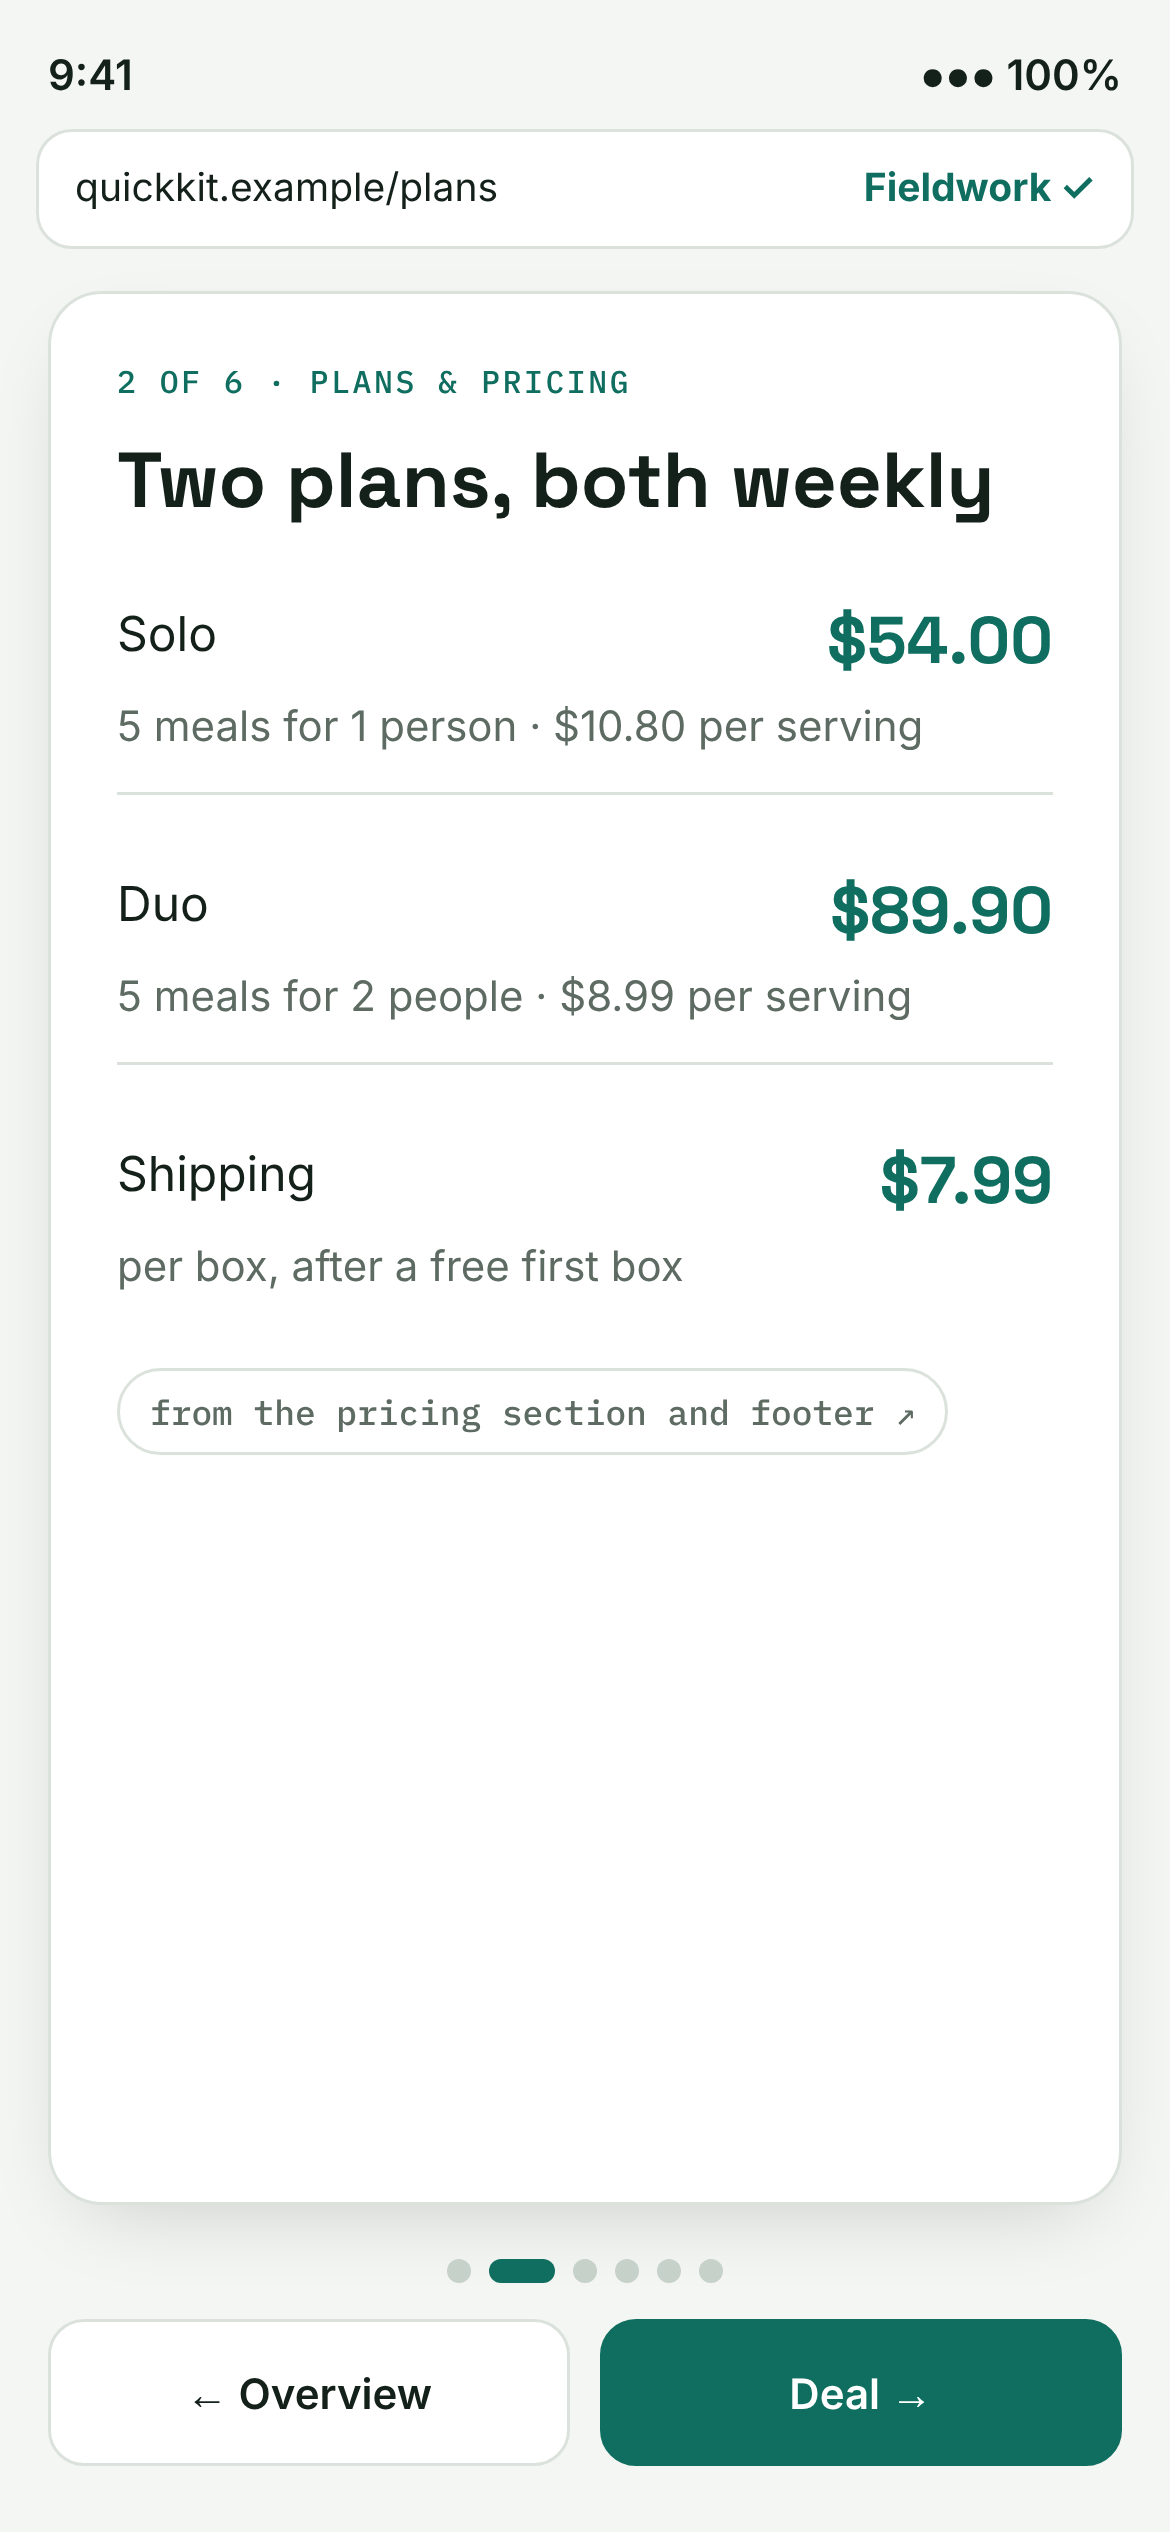 9:41
●●● 100%
quickkit.example/plans
Fieldwork ✓
2 OF 6 · PLANS & PRICING
Two plans, both weekly
Solo
$54.00
5 meals for 1 person · $10.80 per serving
Duo
$89.90
5 meals for 2 people · $8.99 per serving
Shipping
$7.99
per box, after a free first box
from the pricing section and footer ↗
← Overview
Deal →